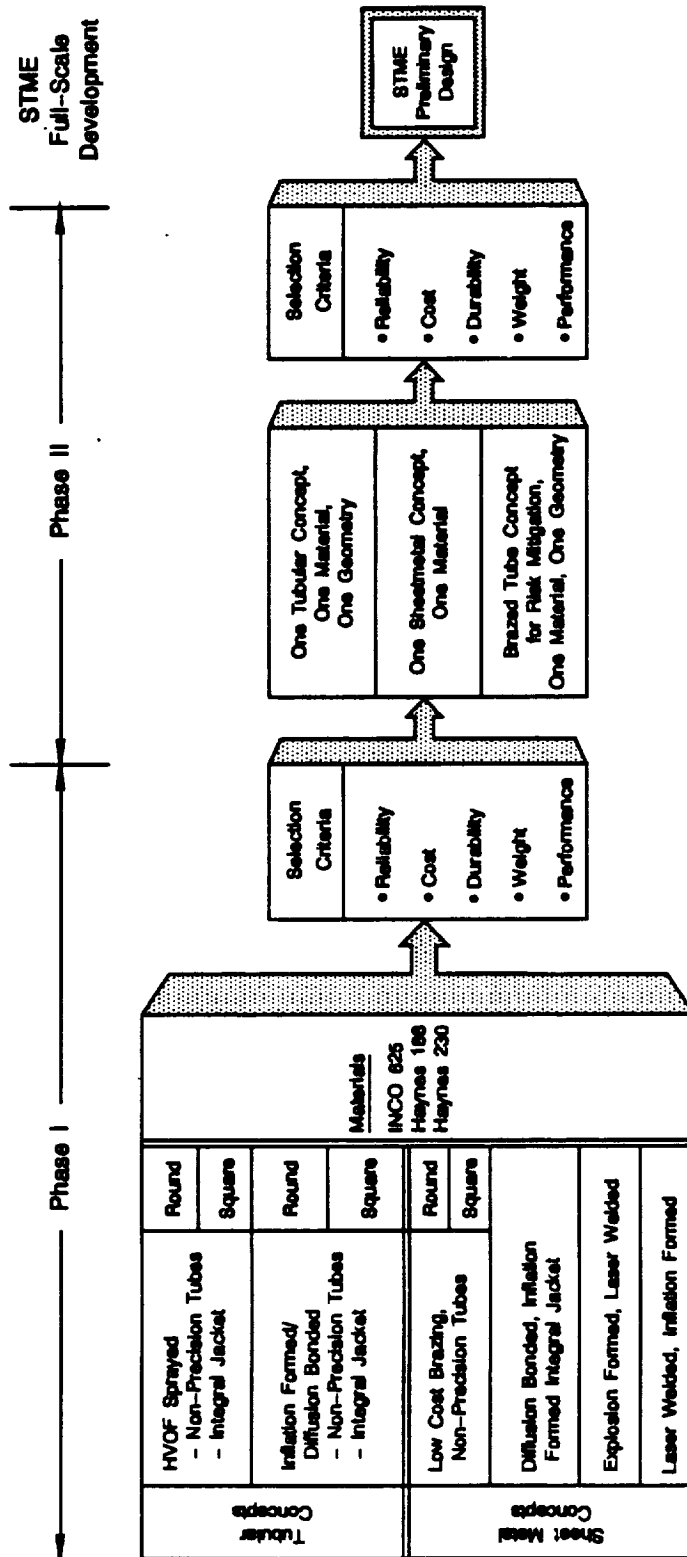 Phase I
Phase II
STME
Full-Scale
Development
Tubular
Concepts
HVOF Sprayed
- Non-Precision Tubes
- Integral Jacket
Round
Square
Inflation Formed/
Diffusion Bonded
- Non-Precision Tubes
- Integral Jacket
Round
Square
Sheet Metal
Concepts
Low Cost Brazing,
Non-Precision Tubes
Round
Square
Diffusion Bonded, Inflation
Formed Integral Jacket
Explosion Formed, Laser Welded
Laser Welded, Inflation Formed
Materials
INCO 625
Haynes 188
Haynes 230
Selection
Criteria
• Reliability
• Cost
• Durability
• Weight
• Performance
One Tubular Concept,
One Material,
One Geometry
One Sheetmetal Concept,
One Material
Brazed Tube Concept
for Risk Mitigation,
One Material, One Geometry
Selection
Criteria
• Reliability
• Cost
• Durability
• Weight
• Performance
STME
Preliminary
Design